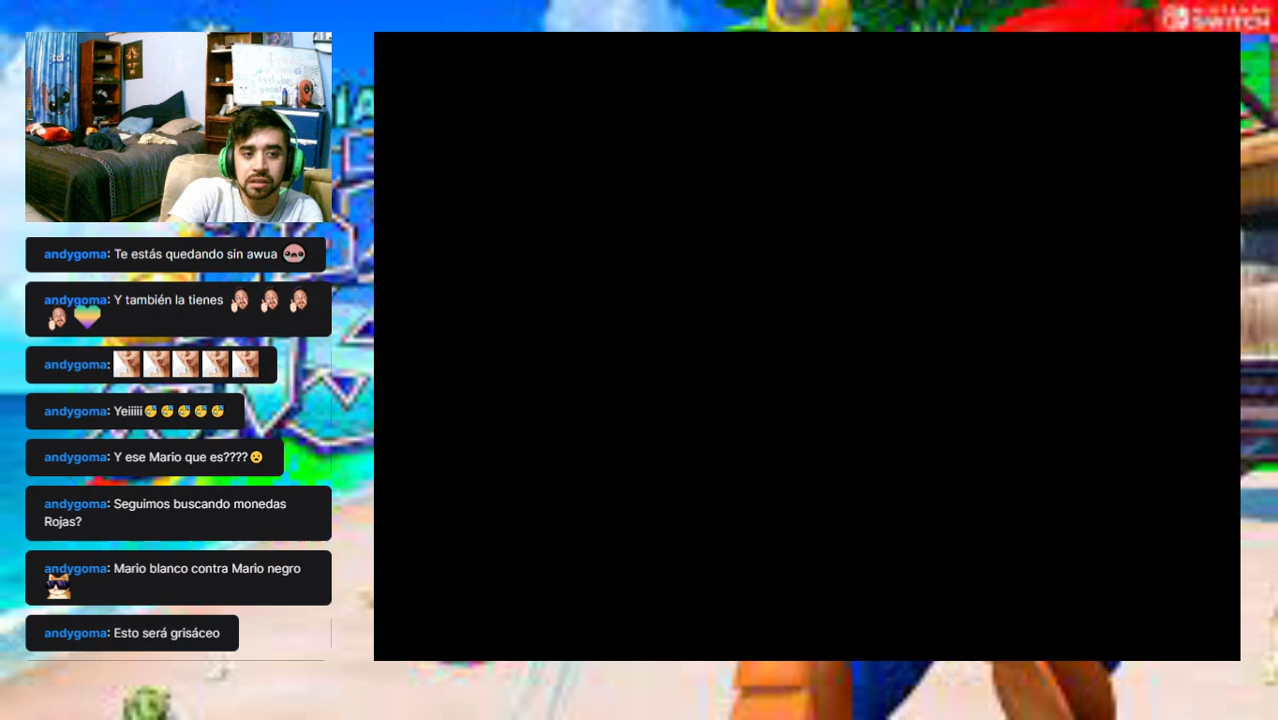 SWITCH
andygoma: Te estás quedando sin awua
andygoma: Y también la tienes
andygoma:
andygoma: Yeiiiii
andygoma: Y ese Mario que es????
andygoma: Seguimos buscando monedas
Rojas?
andygoma: Mario blanco contra Mario negro
andygoma: Esto será grisáceo